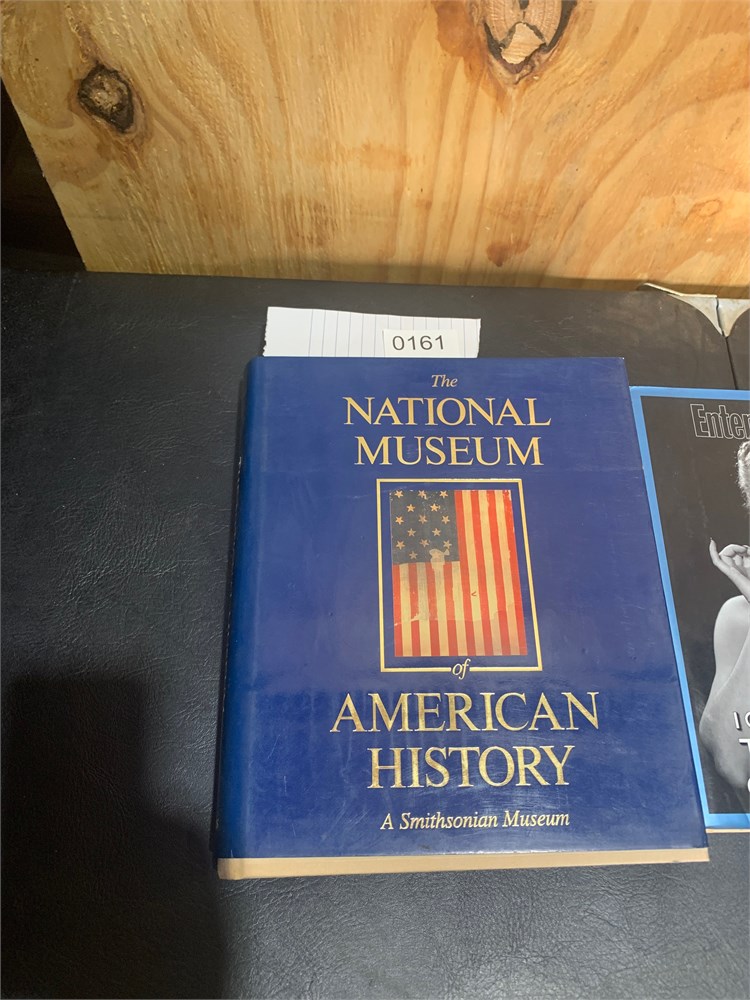 0161
The
NATIONAL
MUSEUM
of
AMERICAN
HISTORY
A Smithsonian Museum